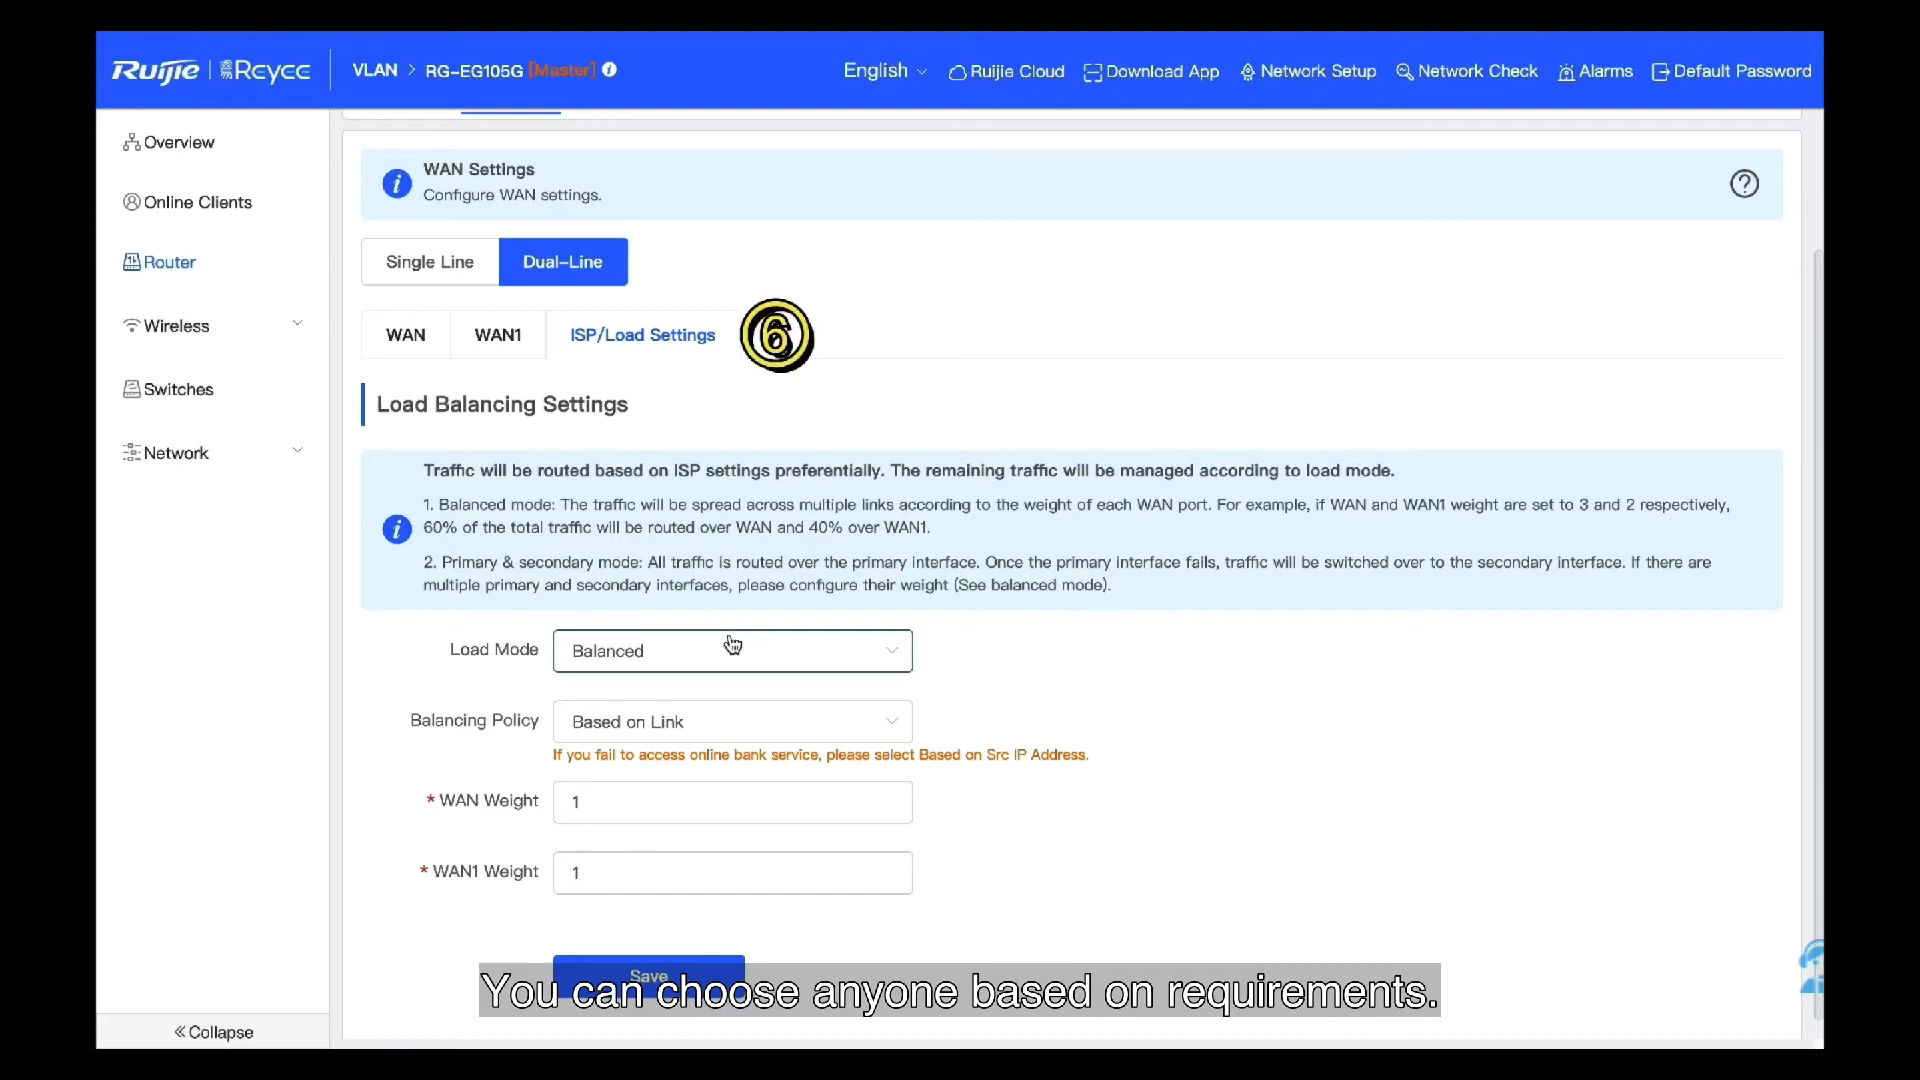 Ruijie | 睿易Reyee
VLAN > RG-EG105G [Master]
English
Ruijie Cloud
Download App
Network Setup
Network Check
Alarms
Default Password
Overview
Online Clients
Router
Wireless
Switches
Network
Collapse
WAN Settings
Configure WAN settings.
Single Line
Dual-Line
WAN
WAN1
ISP/Load Settings
6
Load Balancing Settings
Traffic will be routed based on ISP settings preferentially. The remaining traffic will be managed according to load mode.
1. Balanced mode: The traffic will be spread across multiple links according to the weight of each WAN port. For example, if WAN and WAN1 weight are set to 3 and 2 respectively,
60% of the total traffic will be routed over WAN and 40% over WAN1.
2. Primary & secondary mode: All traffic is routed over the primary interface. Once the primary interface fails, traffic will be switched over to the secondary interface. If there are
multiple primary and secondary interfaces, please configure their weight (See balanced mode).
Load Mode Balanced
Balancing Policy Based on Link
If you fail to access online bank service, please select Based on Src IP Address.
* WAN Weight 1
* WAN1 Weight 1
Save
You can choose anyone based on requirements.